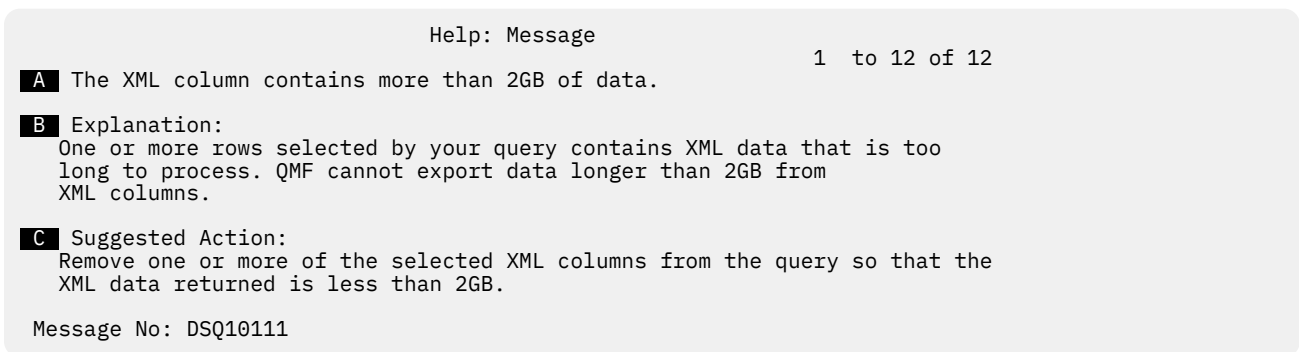 Help: Message
1 to 12 of 12
A The XML column contains more than 2GB of data.
B Explanation:
One or more rows selected by your query contains XML data that is too
long to process. QMF cannot export data longer than 2GB from
XML columns.
C Suggested Action:
Remove one or more of the selected XML columns from the query so that the
XML data returned is less than 2GB.
Message No: DSQ10111